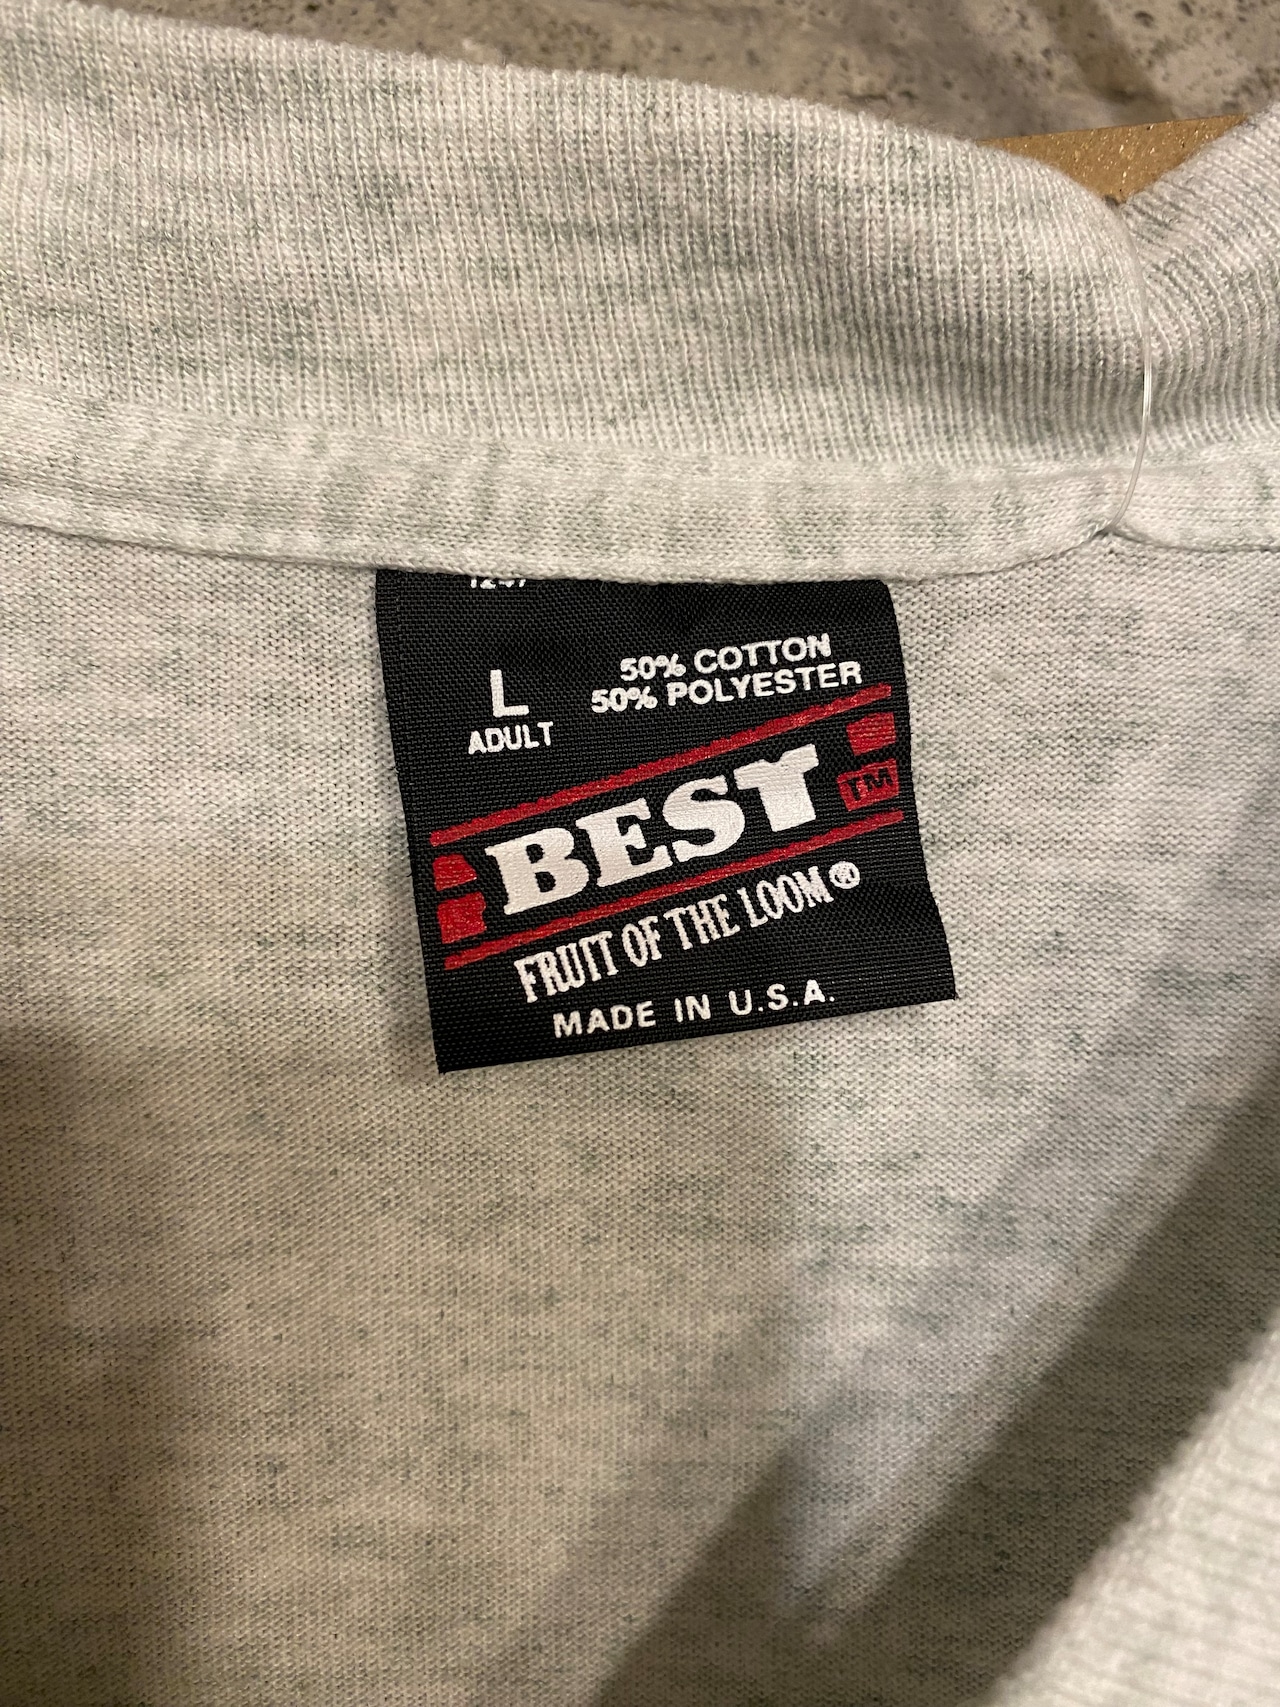 L
ADULT
50% COTTON
50% POLYESTER
BEST
TM
FRUIT OF THE LOOM®
MADE IN U.S.A.